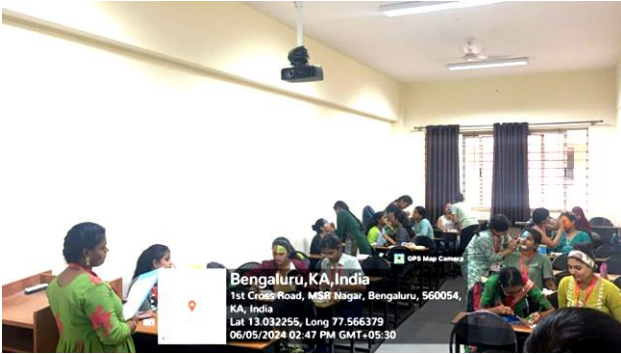 GPS Map Camera
Bengaluru,KA,India
1st Cross Road, MSR Nagar, Bengaluru, 560054,
KA, India
Lat 13.032255, Long 77.566379
06/05/2024 02:47 PM GMT+05:30